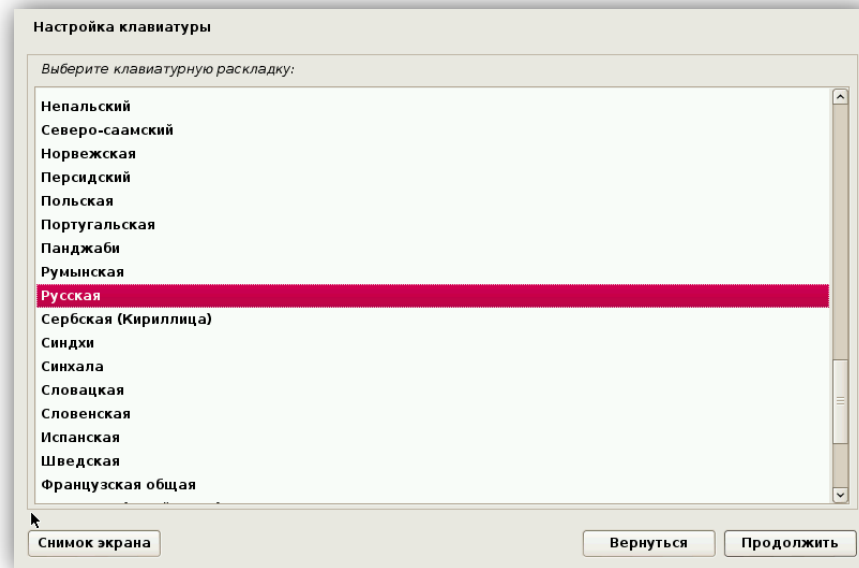 Настройка клавиатуры
Выберите клавиатурную раскладку:
Непальский
Северо-саамский
Норвежская
Персидский
Польская
Португальская
Панджаби
Румынская
Русская
Сербская (Кириллица)
Синдхи
Синхала
Словацкая
Словенская
Испанская
Шведская
Французская общая
Снимок экрана
Вернуться
Продолжить